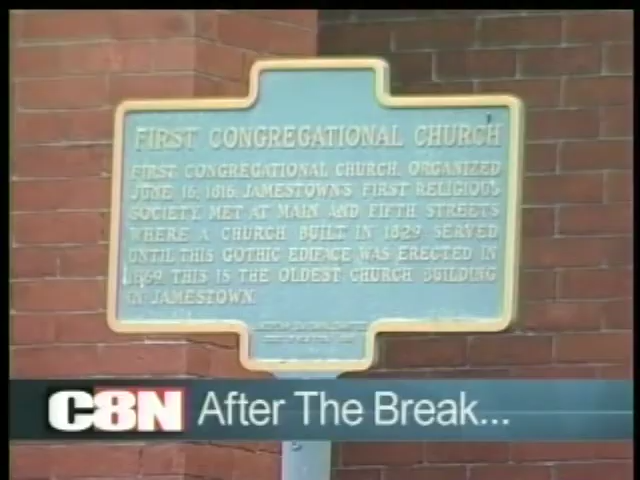 FIRST CONGREGATIONAL CHURCH
FIRST CONGREGATIONAL CHURCH, ORGANIZED
JUNE 16, 1816, JAMESTOWN'S FIRST RELIGIOUS
SOCIETY, MET AT MAIN AND FIFTH STREETS
WHERE A CHURCH BUILT IN 1829 SERVED
UNTIL THIS GOTHIC EDIFACE WAS ERECTED IN
1869. THIS IS THE OLDEST CHURCH BUILDING
IN JAMESTOWN.
C8N After The Break...